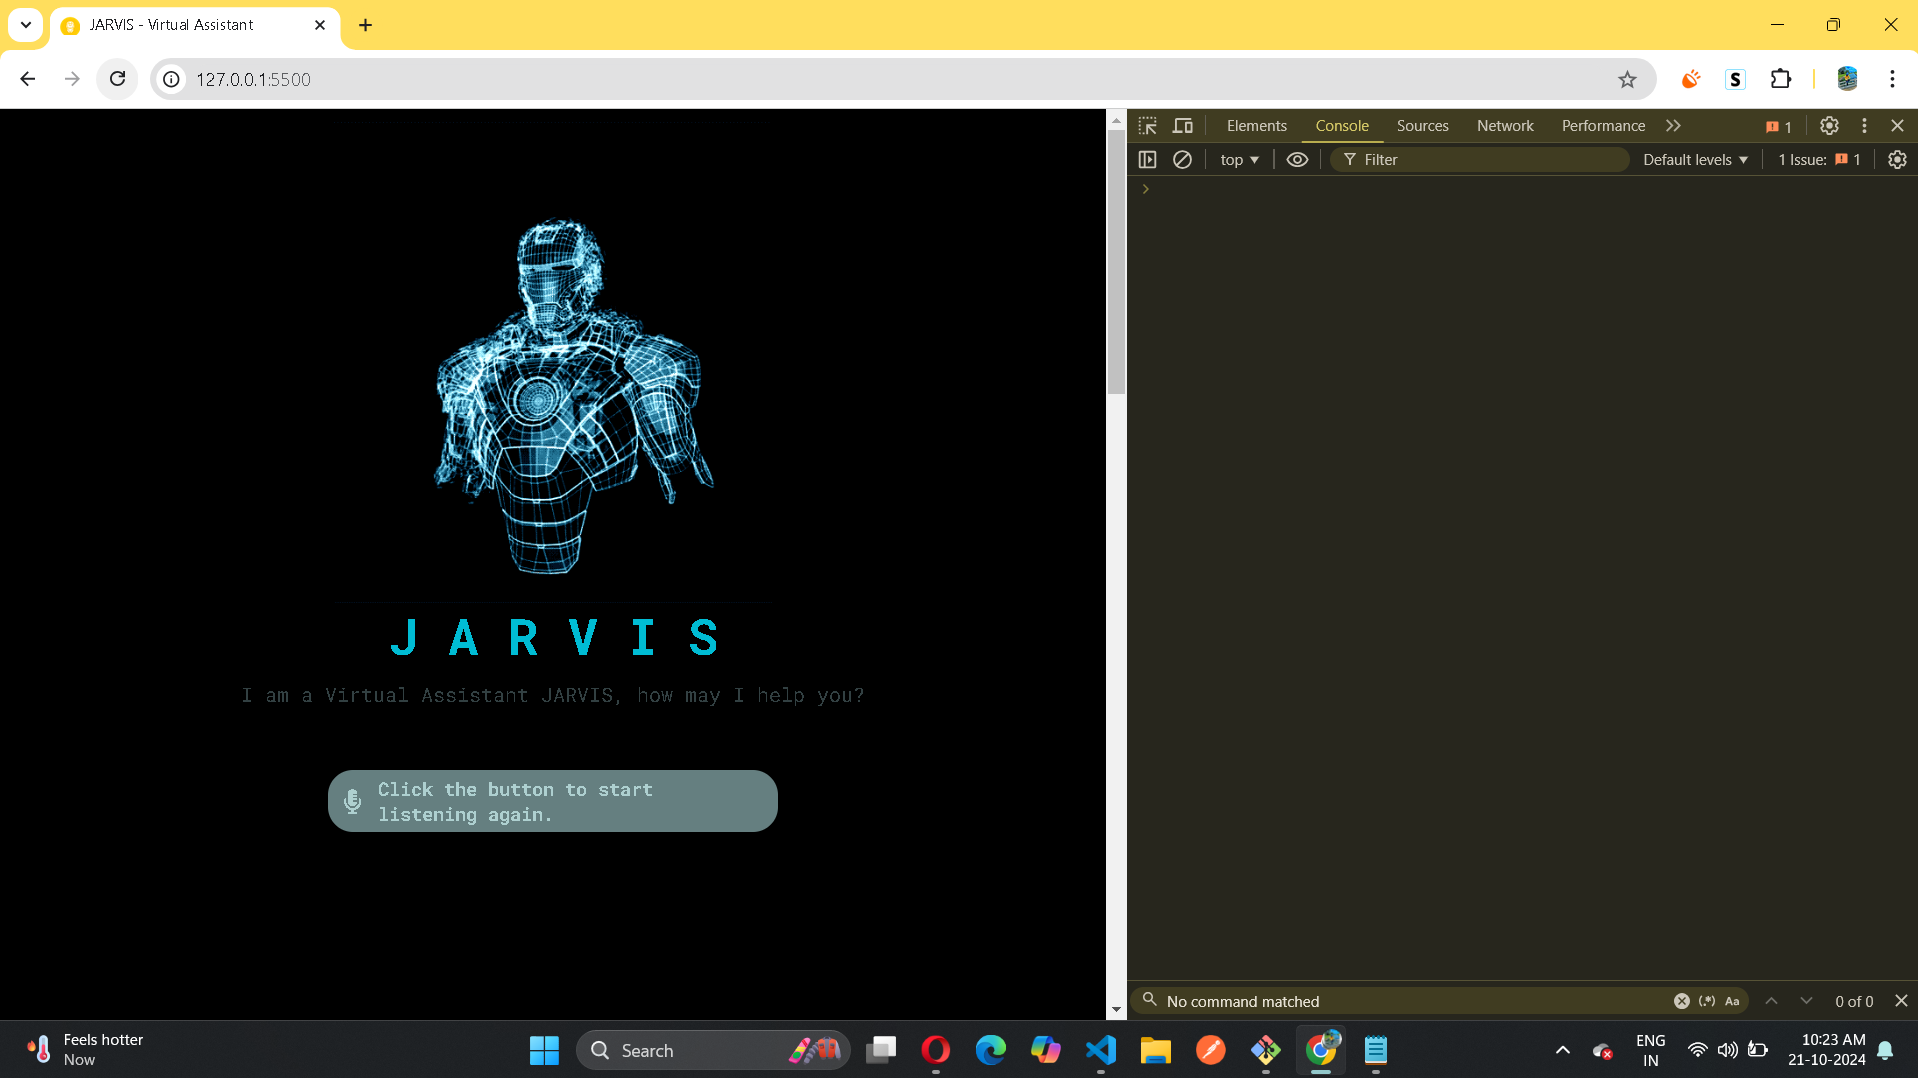 JARVIS - Virtual Assistant
127.0.0.1:5500
J A R V I S
I am a Virtual Assistant JARVIS, how may I help you?
Click the button to start
listening again.
Elements Console Sources Network Performance 1
top Filter Default levels 1 Issue: 1
No command matched (.*) Aa 0 of 0
Feels hotter
Now
Search
ENG
IN
10:23 AM
21-10-2024